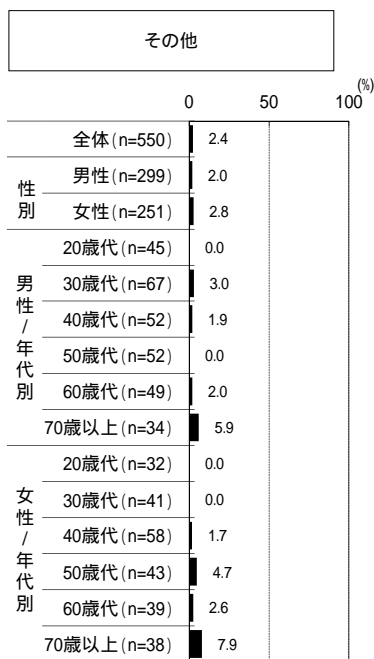 その他
(%)
0 50 100
全体(n=550) 2.4
性別
男性(n=299) 2.0
女性(n=251) 2.8
男性/年代別
20歳代(n=45) 0.0
30歳代(n=67) 3.0
40歳代(n=52) 1.9
50歳代(n=52) 0.0
60歳代(n=49) 2.0
70歳以上(n=34) 5.9
女性/年代別
20歳代(n=32) 0.0
30歳代(n=41) 0.0
40歳代(n=58) 1.7
50歳代(n=43) 4.7
60歳代(n=39) 2.6
70歳以上(n=38) 7.9